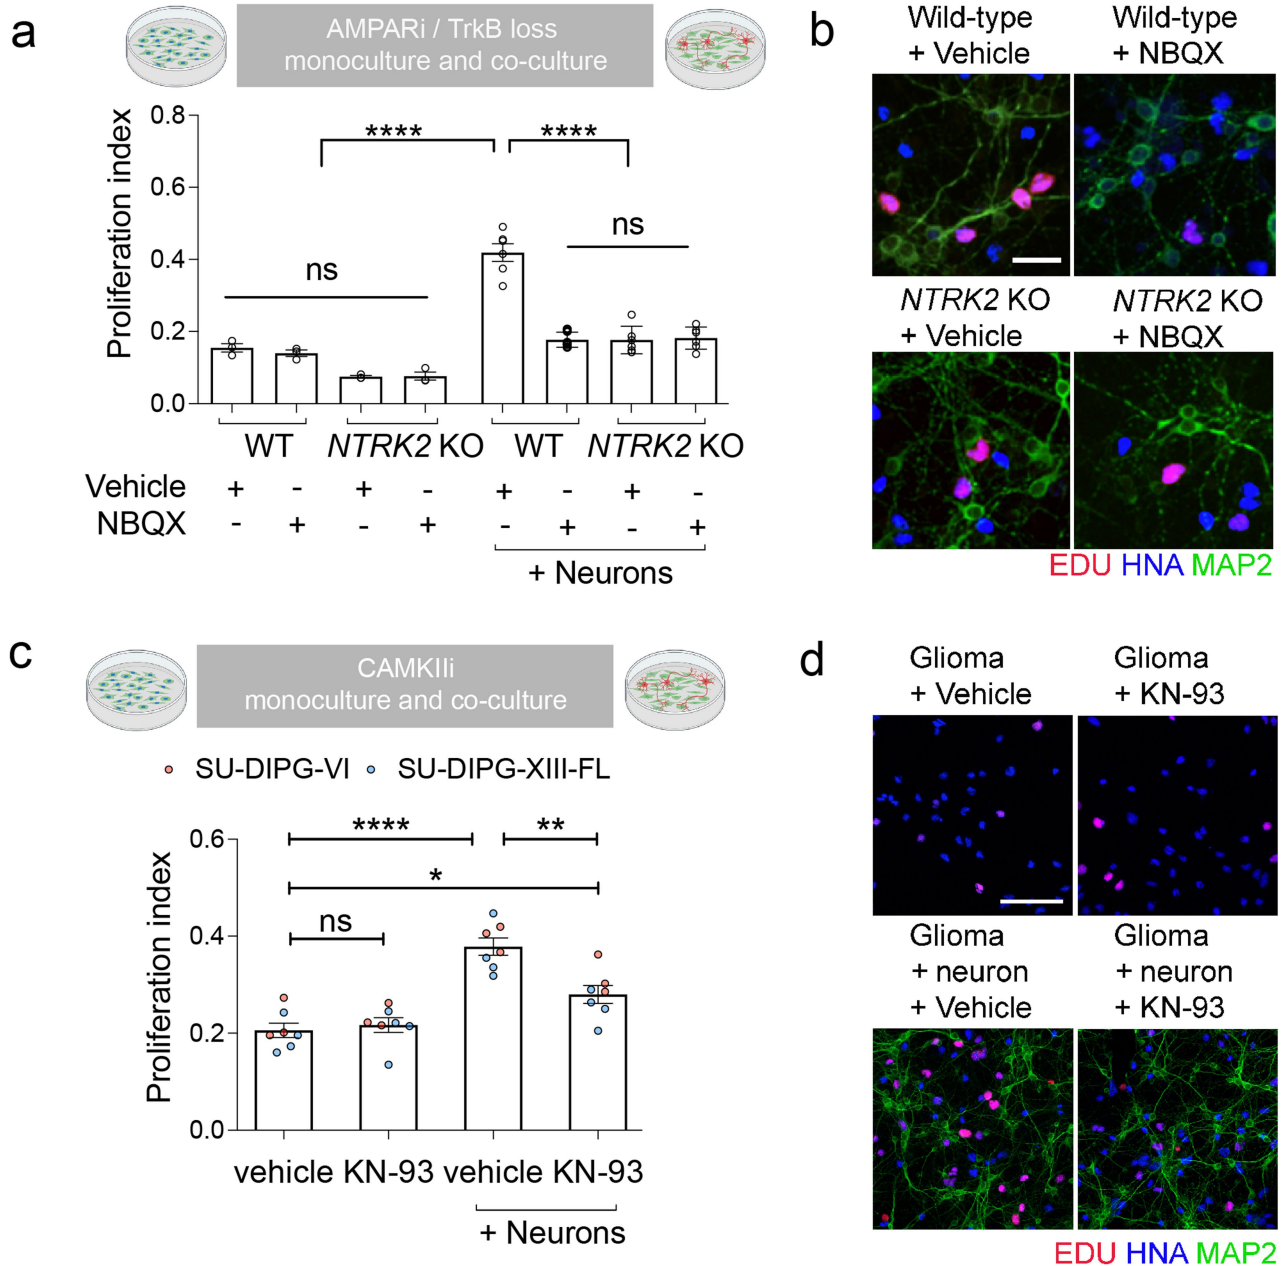 a
AMPARi / TrkB loss
monoculture and co-culture
Proliferation index
0.8
0.6
0.4
0.2
0.0
****
****
ns
ns
WT
NTRK2 KO
WT
NTRK2 KO
Vehicle + - + - + - + -
NBQX - + - + - + - +
+ Neurons
b
Wild-type
+ Vehicle
Wild-type
+ NBQX
NTRK2 KO
+ Vehicle
NTRK2 KO
+ NBQX
EDU HNA MAP2
c
CAMKIIi
monoculture and co-culture
SU-DIPG-VI
SU-DIPG-XIII-FL
Proliferation index
0.6
0.4
0.2
0.0
****
**
*
ns
vehicle KN-93 vehicle KN-93
+ Neurons
d
Glioma
+ Vehicle
Glioma
+ KN-93
Glioma
+ neuron
+ Vehicle
Glioma
+ neuron
+ KN-93
EDU HNA MAP2